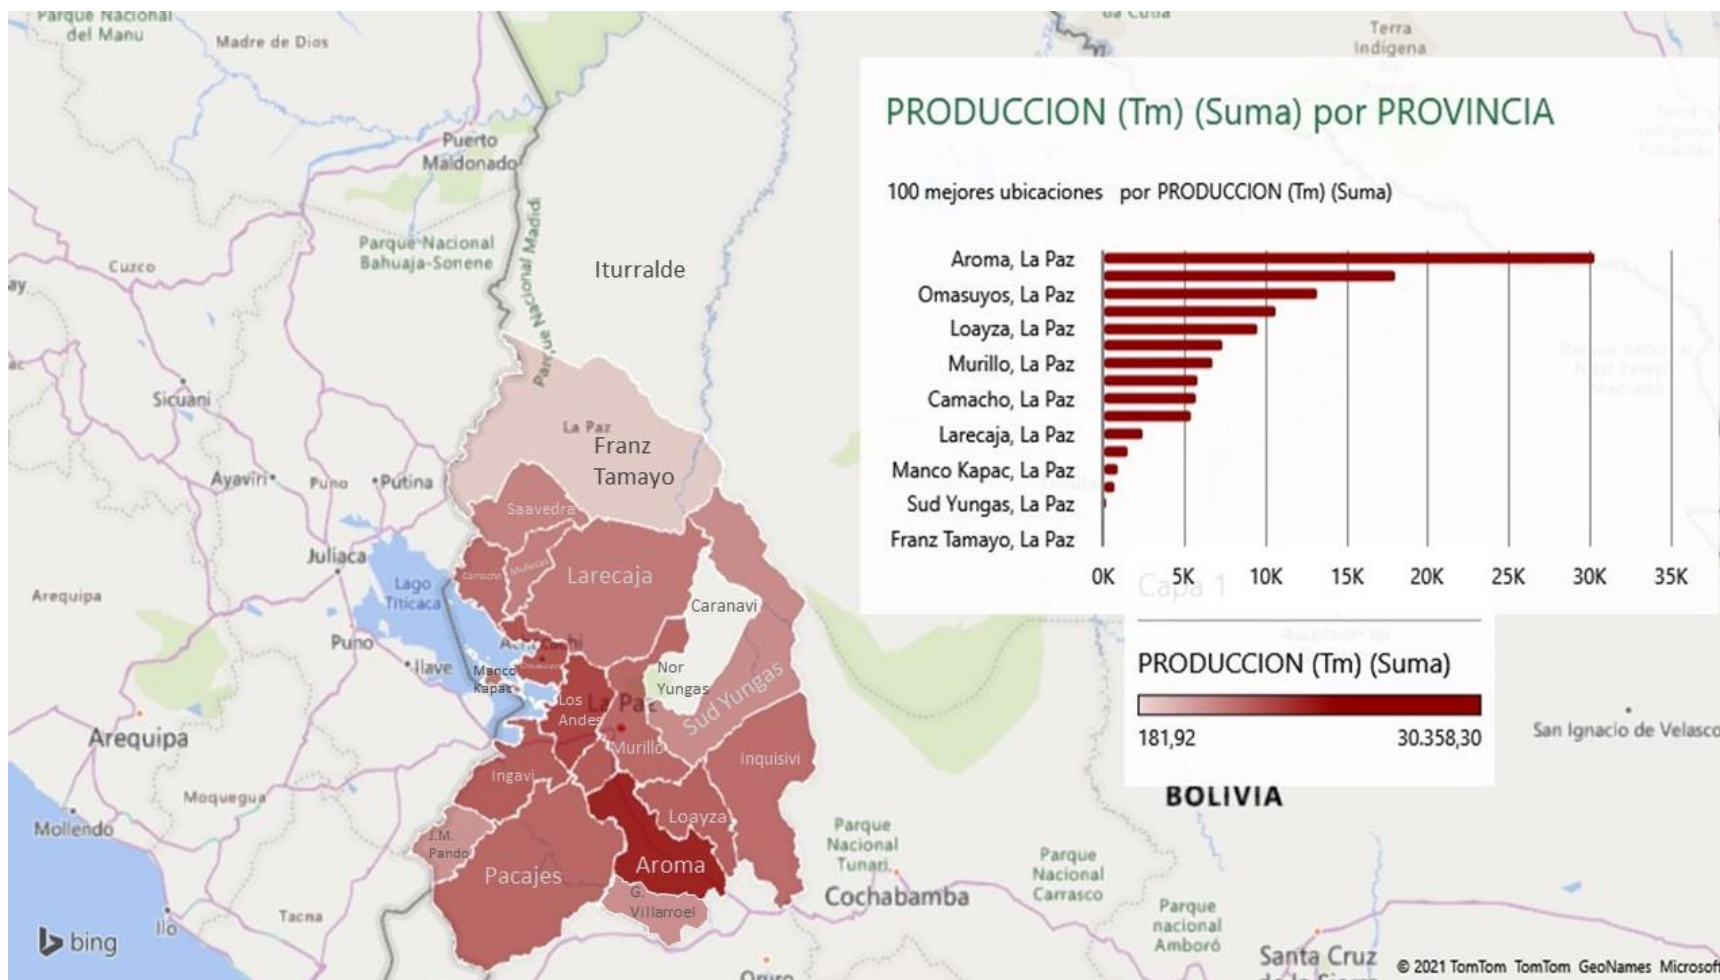 Parque Nacional
del Manu
Madre de Dios
Terra
Indígena
Puerto
Maldonado
Parque Nacional
Bahuaja-Sonene
Parque Nacional Madidi
Cuzco
Iturralde
Sicuani
Ayaviri
Puno
Putina
Juliaca
Lago
Titicaca
Arequipa
Puno
Ilave
Arequipa
Moquegua
Mollendo
Ilo
Tacna
La Paz
Franz
Tamayo
Saavedra
Camacho
Muñecas
Larecaja
Caranavi
Manco
Kapac
Omasuyos
Nor
Yungas
Sud Yungas
Los
Andes
La Paz
Murillo
Inquisivi
Ingavi
Loayza
J.M.
Pando
Pacajes
Aroma
G.
Villarroel
PRODUCCION (Tm) (Suma) por PROVINCIA
100 mejores ubicaciones por PRODUCCION (Tm) (Suma)
Aroma, La Paz
Omasuyos, La Paz
Loayza, La Paz
Murillo, La Paz
Camacho, La Paz
Larecaja, La Paz
Manco Kapac, La Paz
Sud Yungas, La Paz
Franz Tamayo, La Paz
0K 5K 10K 15K 20K 25K 30K 35K
Capa 1
PRODUCCION (Tm) (Suma)
181,92 30.358,30
BOLIVIA
San Ignacio de Velasco
Parque
Nacional
Tunari
Cochabamba
Parque
Nacional
Carrasco
Parque
nacional
Amboró
Santa Cruz
Oruro
bing
© 2021 TomTom TomTom GeoNames Microsoft